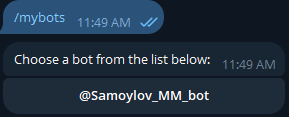 /mybots 11:49 AM
Choose a bot from the list below: 11:49 AM
@Samoylov_MM_bot